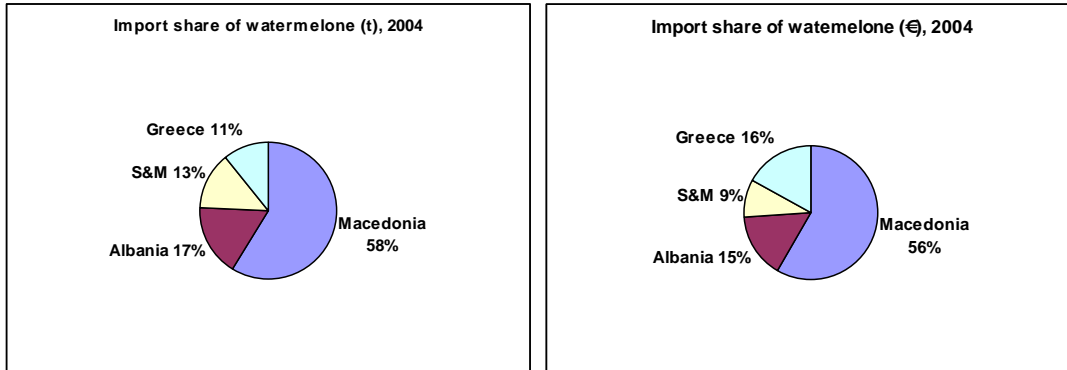 Import share of watermelone (t), 2004
Greece 11%
S&M 13%
Albania 17%
Macedonia
58%
Import share of watemelone (€), 2004
Greece 16%
S&M 9%
Albania 15%
Macedonia
56%